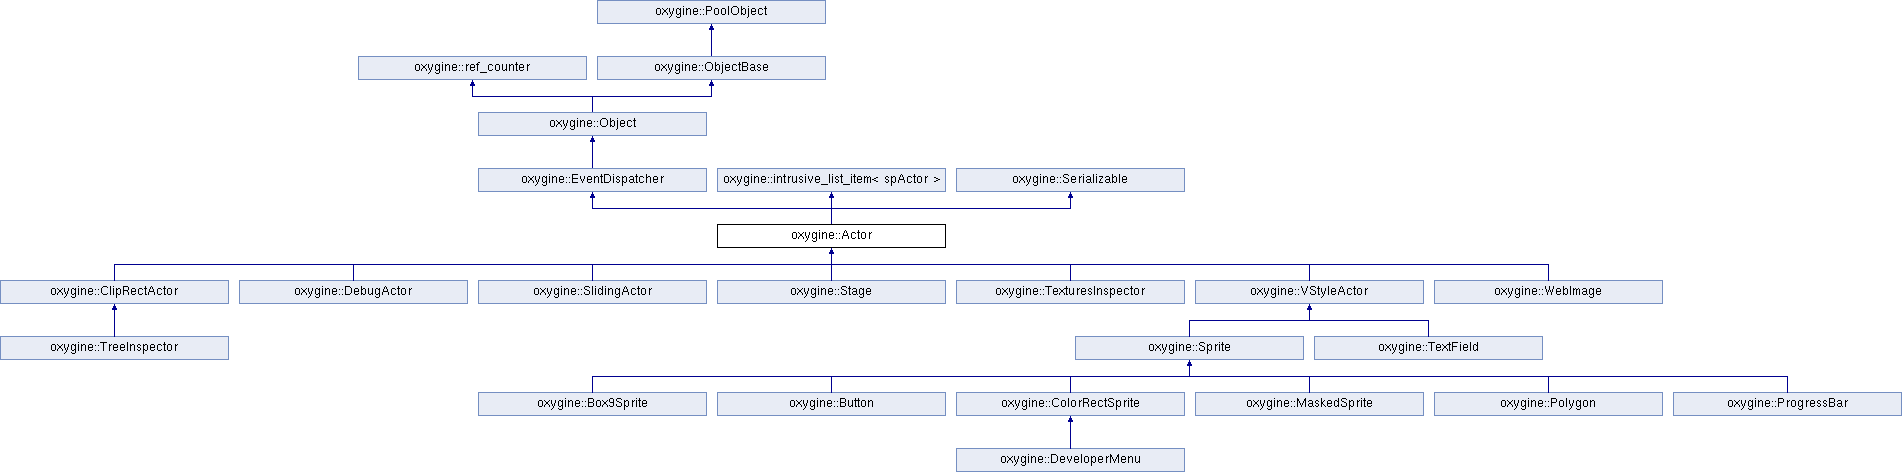 oxygine::PoolObject
oxygine::ref_counter
oxygine::ObjectBase
oxygine::Object
oxygine::EventDispatcher
oxygine::intrusive_list_item< spActor >
oxygine::Serializable
oxygine::Actor
oxygine::ClipRectActor
oxygine::DebugActor
oxygine::SlidingActor
oxygine::Stage
oxygine::TexturesInspector
oxygine::VStyleActor
oxygine::WebImage
oxygine::TreeInspector
oxygine::Sprite
oxygine::TextField
oxygine::Box9Sprite
oxygine::Button
oxygine::ColorRectSprite
oxygine::MaskedSprite
oxygine::Polygon
oxygine::ProgressBar
oxygine::DeveloperMenu